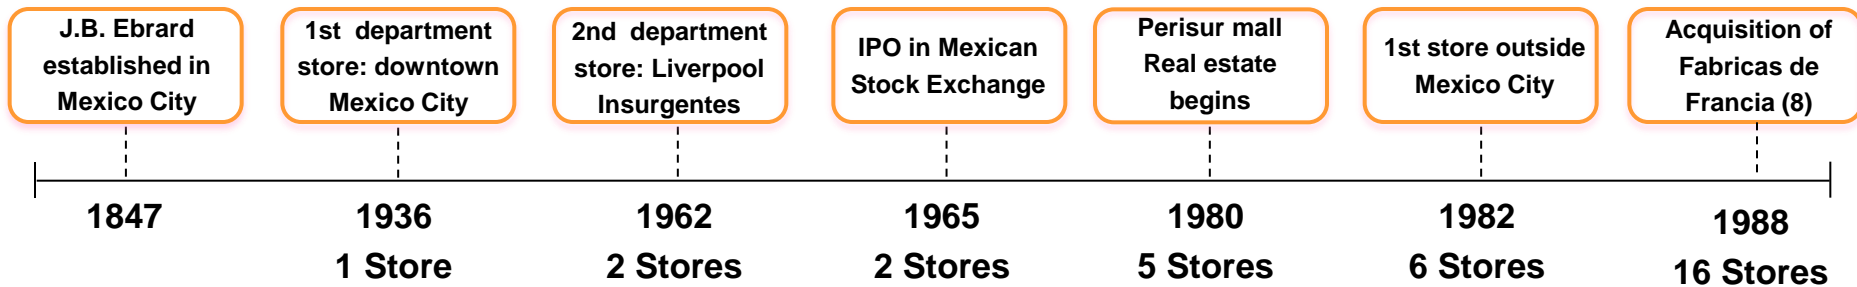 J.B. Ebrard
established in
Mexico City
1st department
store: downtown
Mexico City
2nd department
store: Liverpool
Insurgentes
IPO in Mexican
Stock Exchange
Perisur mall
Real estate
begins
1st store outside
Mexico City
Acquisition of
Fabricas de
Francia (8)
1847
1936
1962
1965
1980
1982
1988
1 Store
2 Stores
2 Stores
5 Stores
6 Stores
16 Stores